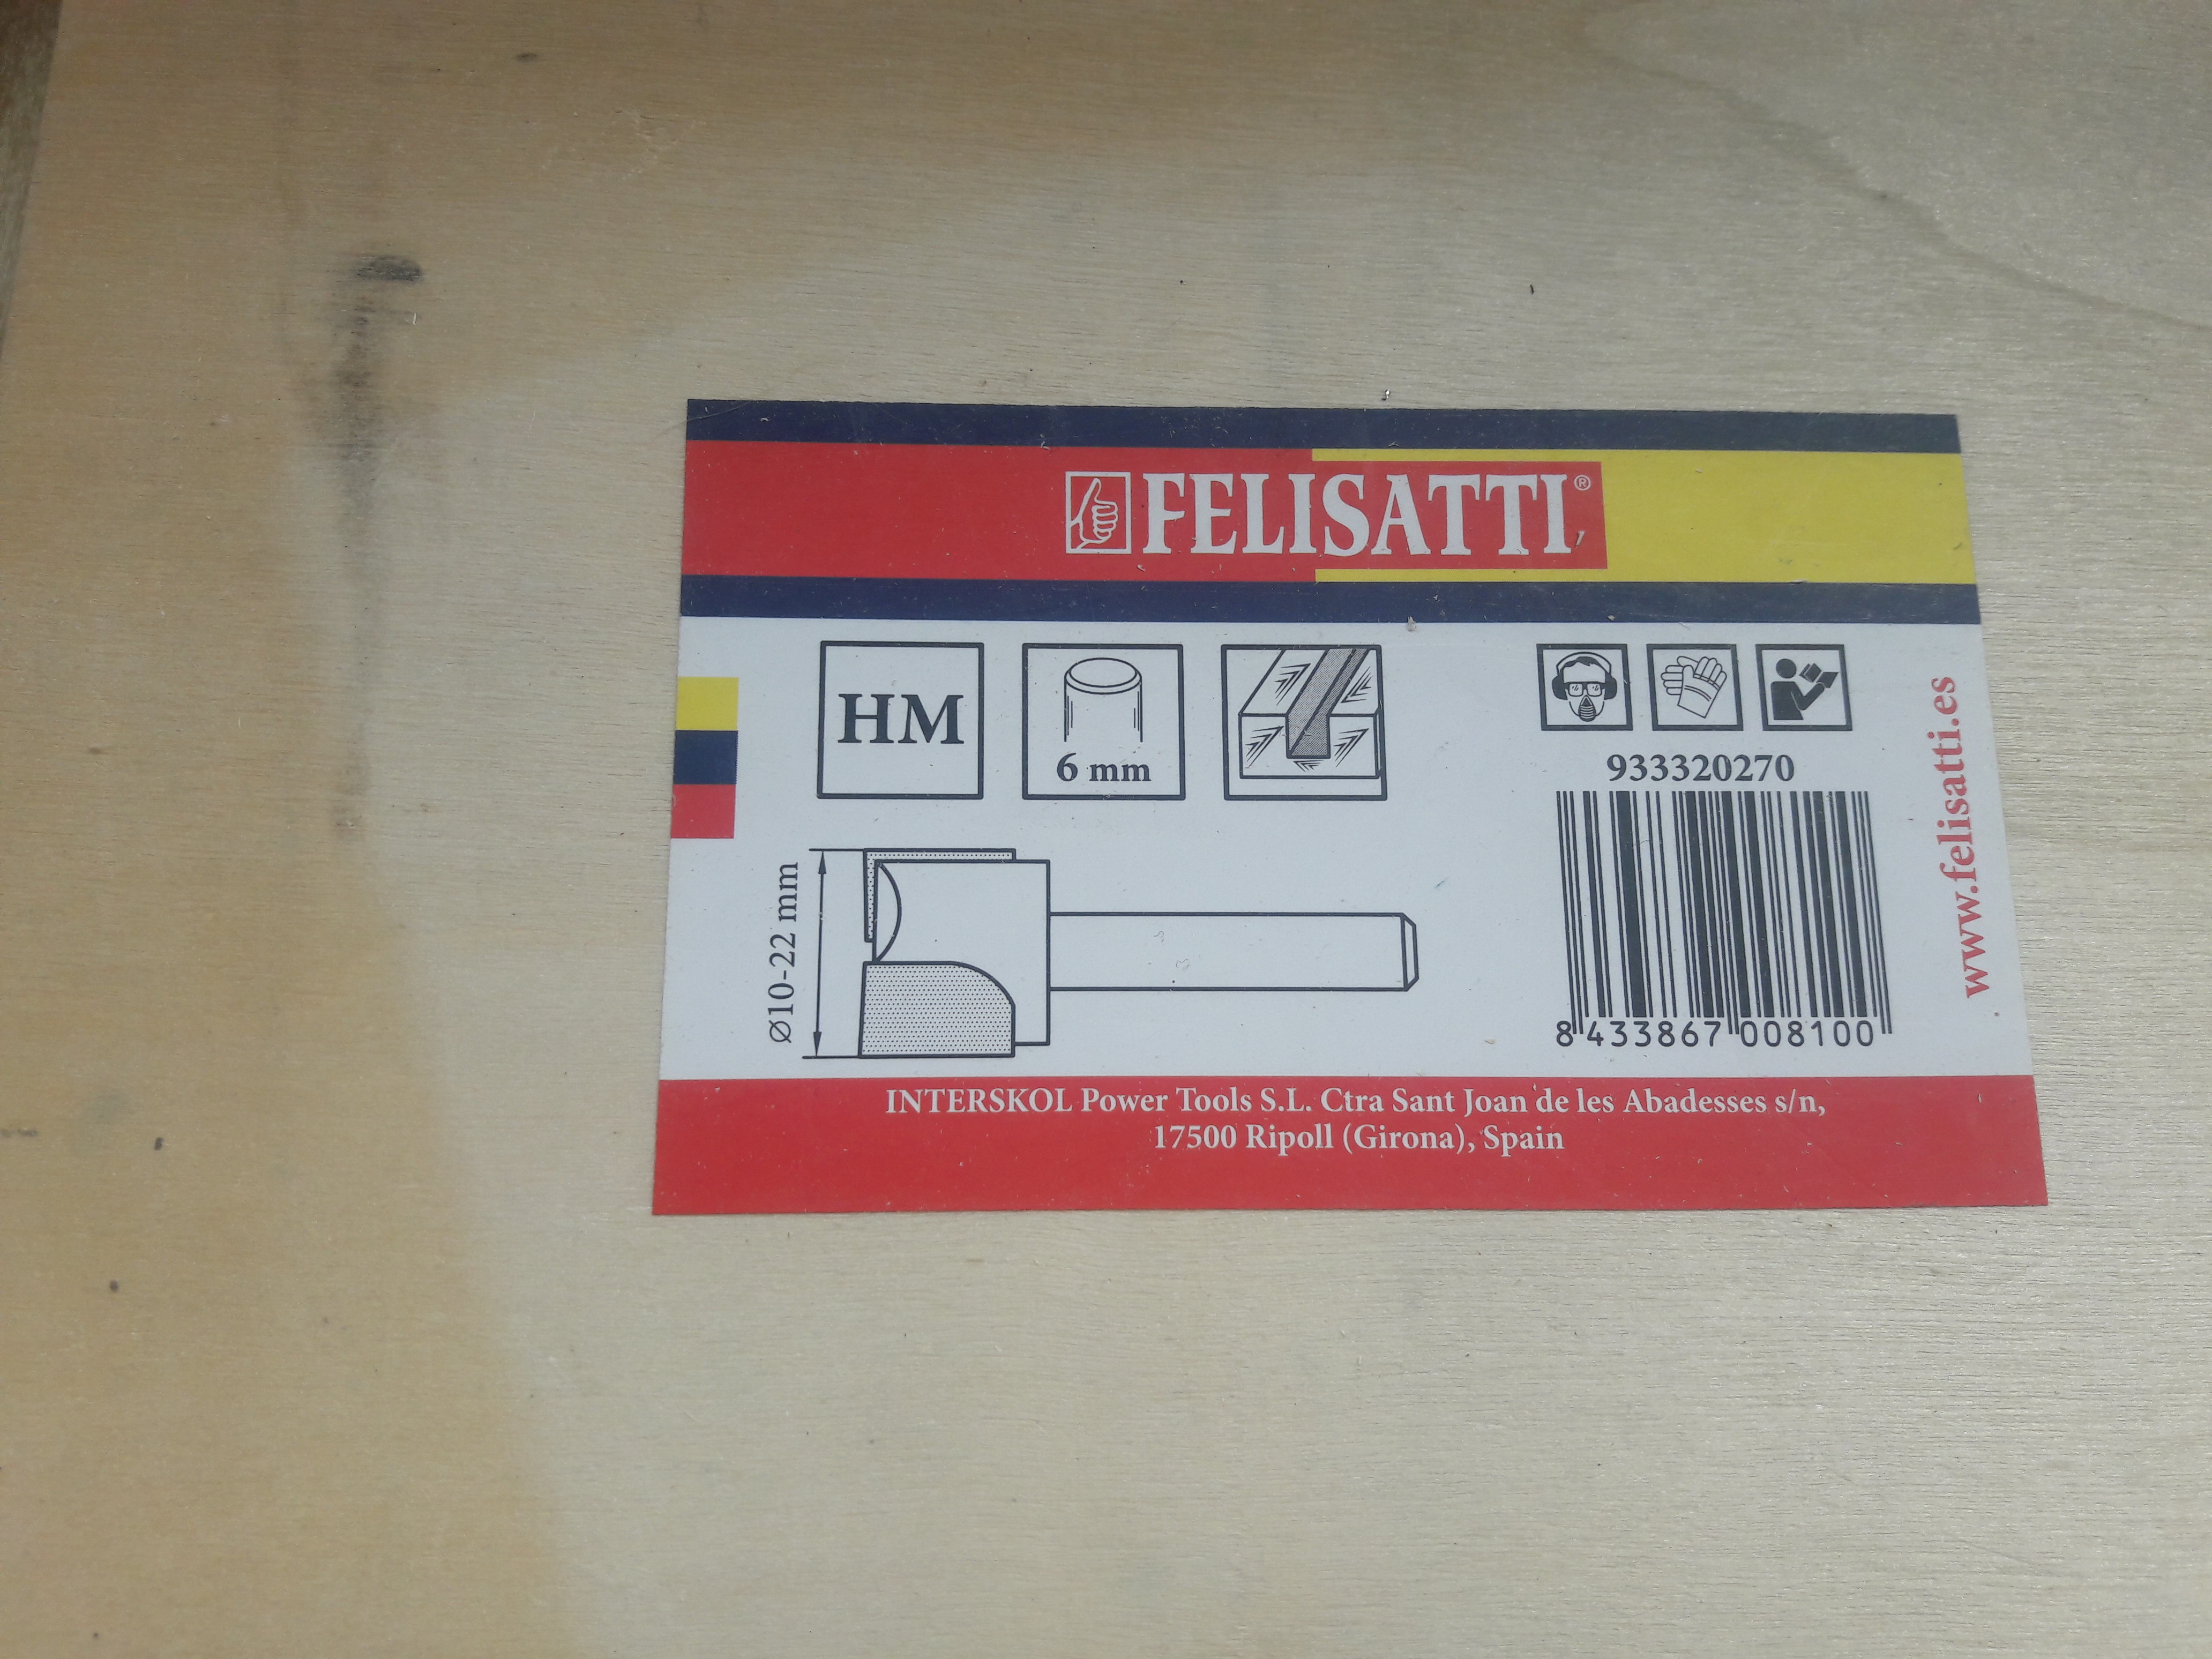 FELISATTI®
HM
6 mm
933320270
www.felisatti.es
Ø10-22 mm
8 433867 008100
INTERSKOL Power Tools S.L. Ctra Sant Joan de les Abadesses s/n,
17500 Ripoll (Girona), Spain